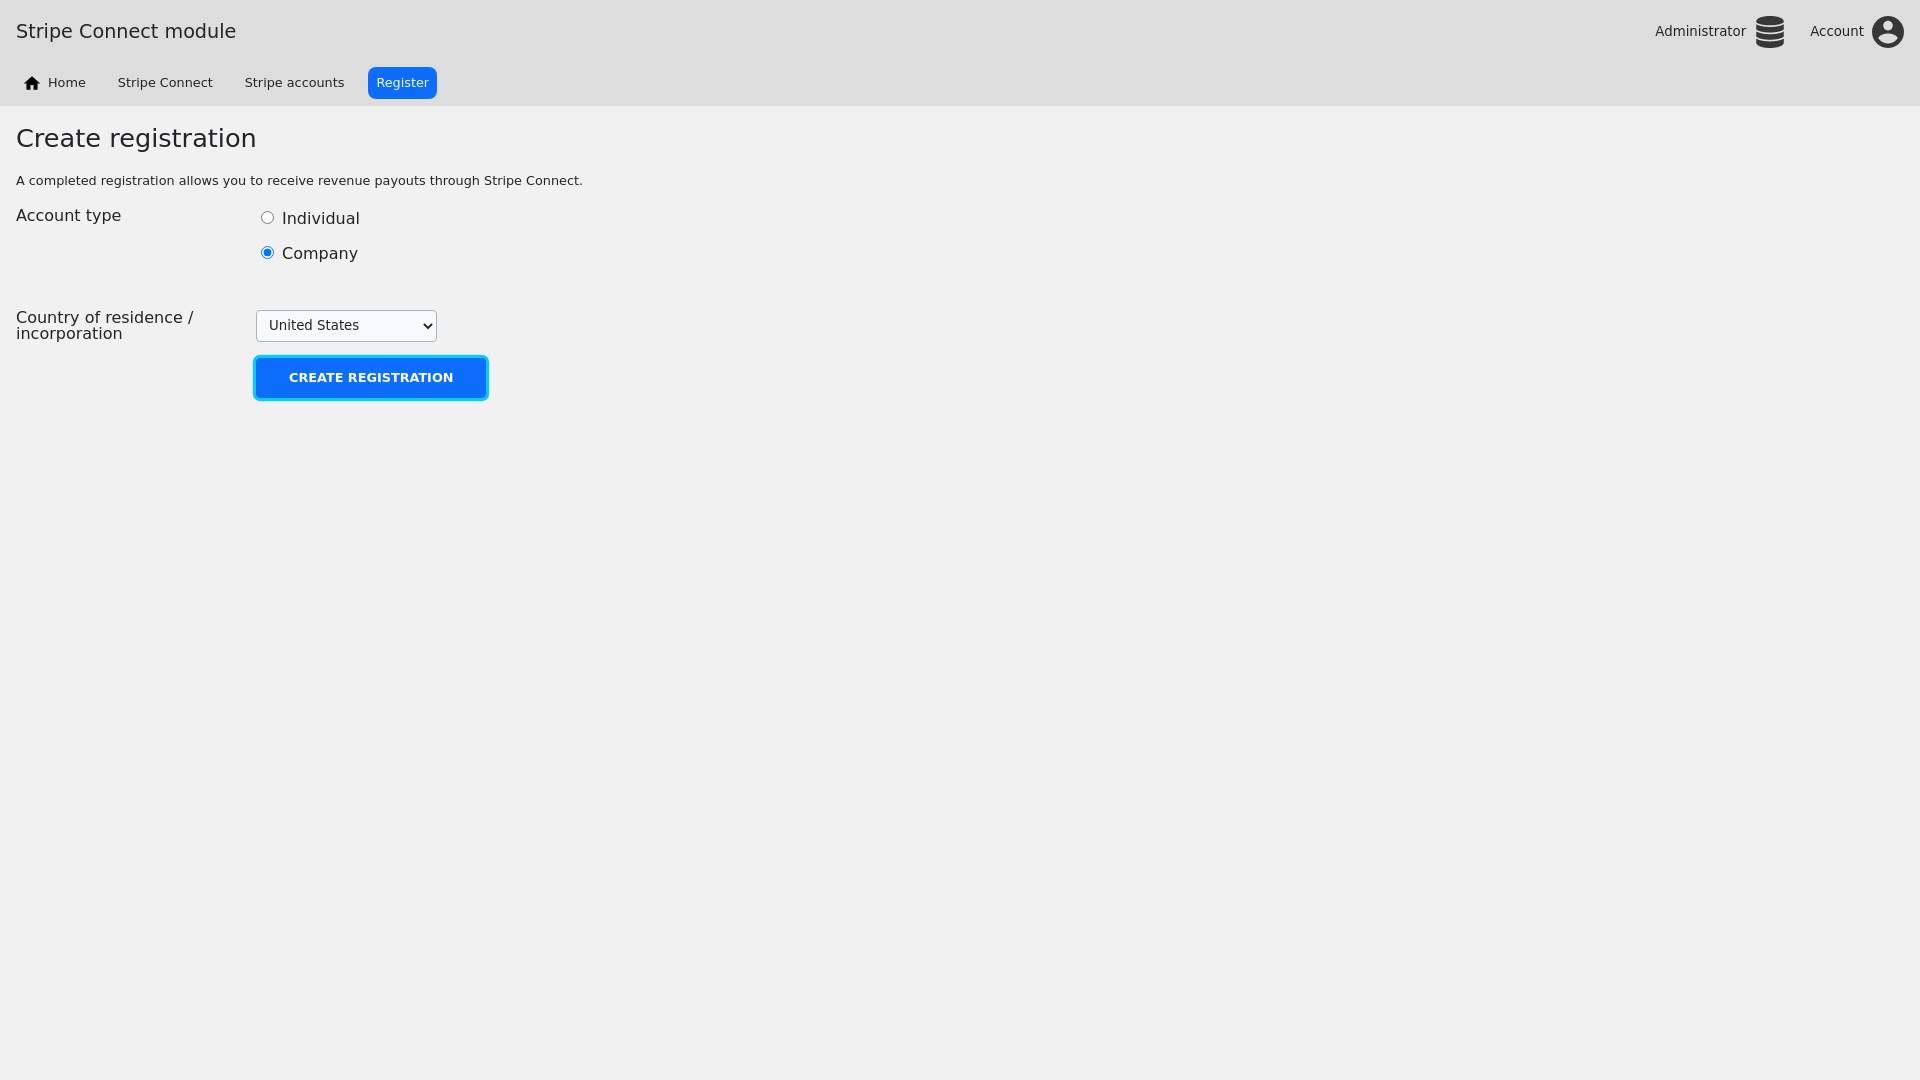 Stripe Connect module
Administrator
Account
Home
Stripe Connect
Stripe accounts
Register
Create registration
A completed registration allows you to receive revenue payouts through Stripe Connect.
Account type
Individual
Company
Country of residence /
incorporation
United States
CREATE REGISTRATION